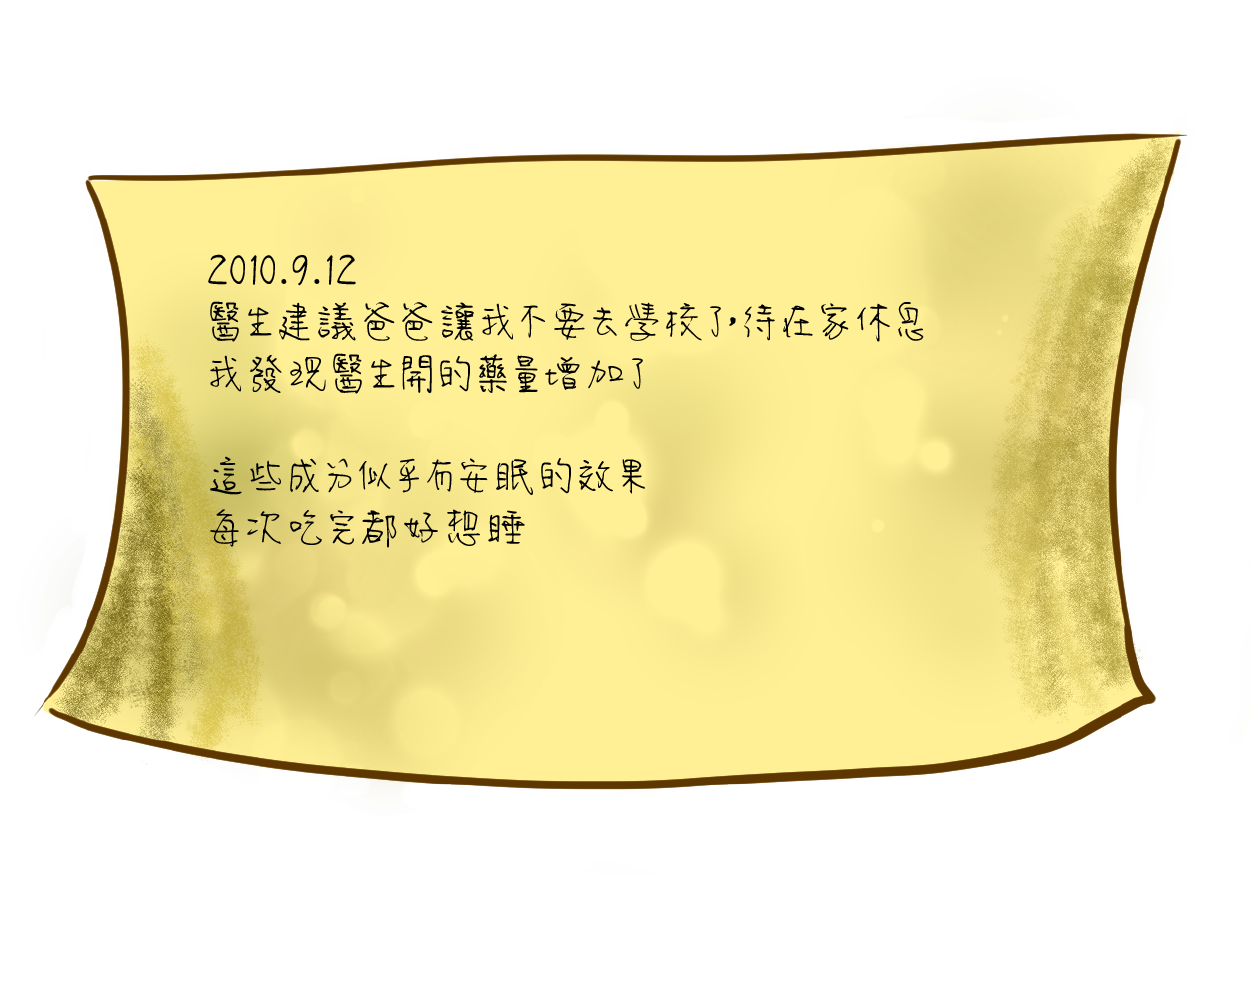 2010.9.12
醫生建議爸爸讓我不要去學校了,待在家休息
我發現醫生開的藥量增加了
這些成分似乎有安眠的效果
每次吃完都好想睡